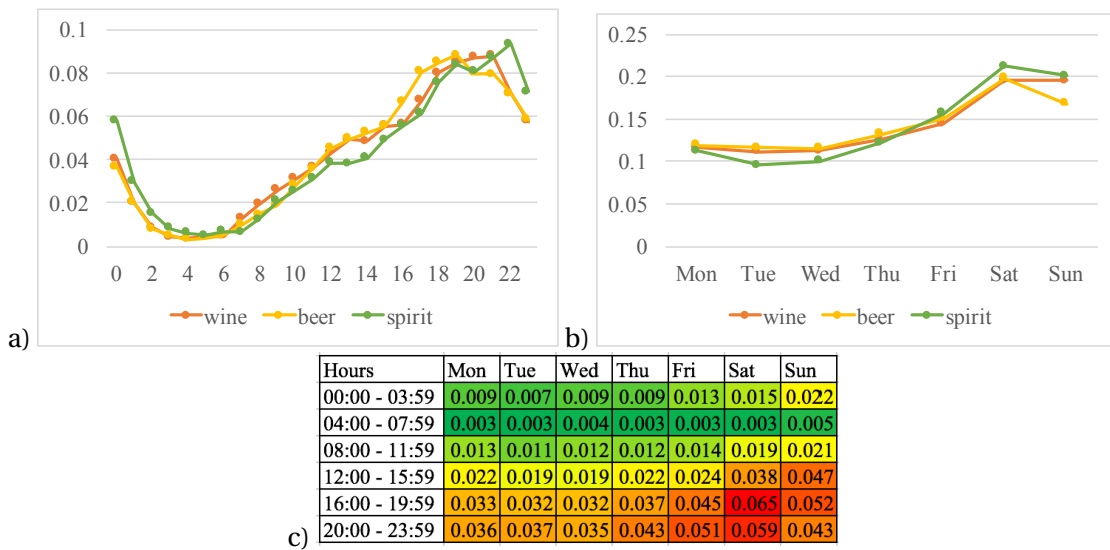 0.1
0.08
0.06
0.04
0.02
0
0 2 4 6 8 10 12 14 16 18 20 22
wine beer spirit
a)
0.25
0.2
0.15
0.1
0.05
0
Mon Tue Wed Thu Fri Sat Sun
wine beer spirit
b)
Hours Mon Tue Wed Thu Fri Sat Sun
00:00 - 03:59 0.009 0.007 0.009 0.009 0.013 0.015 0.022
04:00 - 07:59 0.003 0.003 0.004 0.003 0.003 0.003 0.005
08:00 - 11:59 0.013 0.011 0.012 0.012 0.014 0.019 0.021
12:00 - 15:59 0.022 0.019 0.019 0.022 0.024 0.038 0.047
16:00 - 19:59 0.033 0.032 0.032 0.037 0.045 0.065 0.052
20:00 - 23:59 0.036 0.037 0.035 0.043 0.051 0.059 0.043
c)